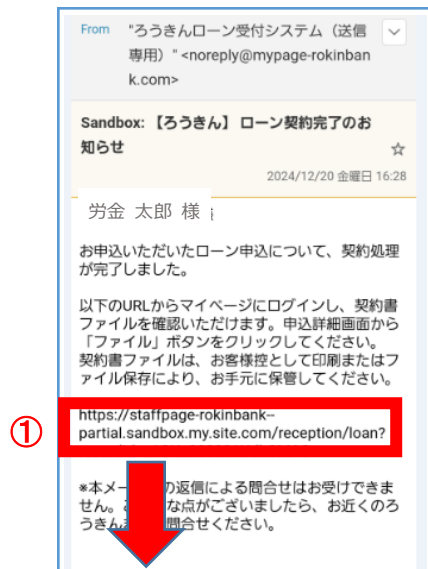 From "ろうきんローン受付システム（送信
専用）" <noreply@mypage-rokinban
k.com>
Sandbox: 【ろうきん】 ローン契約完了のお
知らせ
2024/12/20 金曜日 16:28
労金 太郎 様
お申込いただいたローン申込について、契約処理
が完了しました。
以下のURLからマイページにログインし、契約書
ファイルを確認いただけます。申込詳細画面から
「ファイル」ボタンをクリックしてください。
契約書ファイルは、お客様控として印刷またはフ
ァイル保存により、お手元に保管してください。
①
https://staffpage-rokinbank--
partial.sandbox.my.site.com/reception/loan?
*本メー の返信による問合せはお受けできま
せん。 な点がございましたら、お近くのろ
うきん 問合せください。